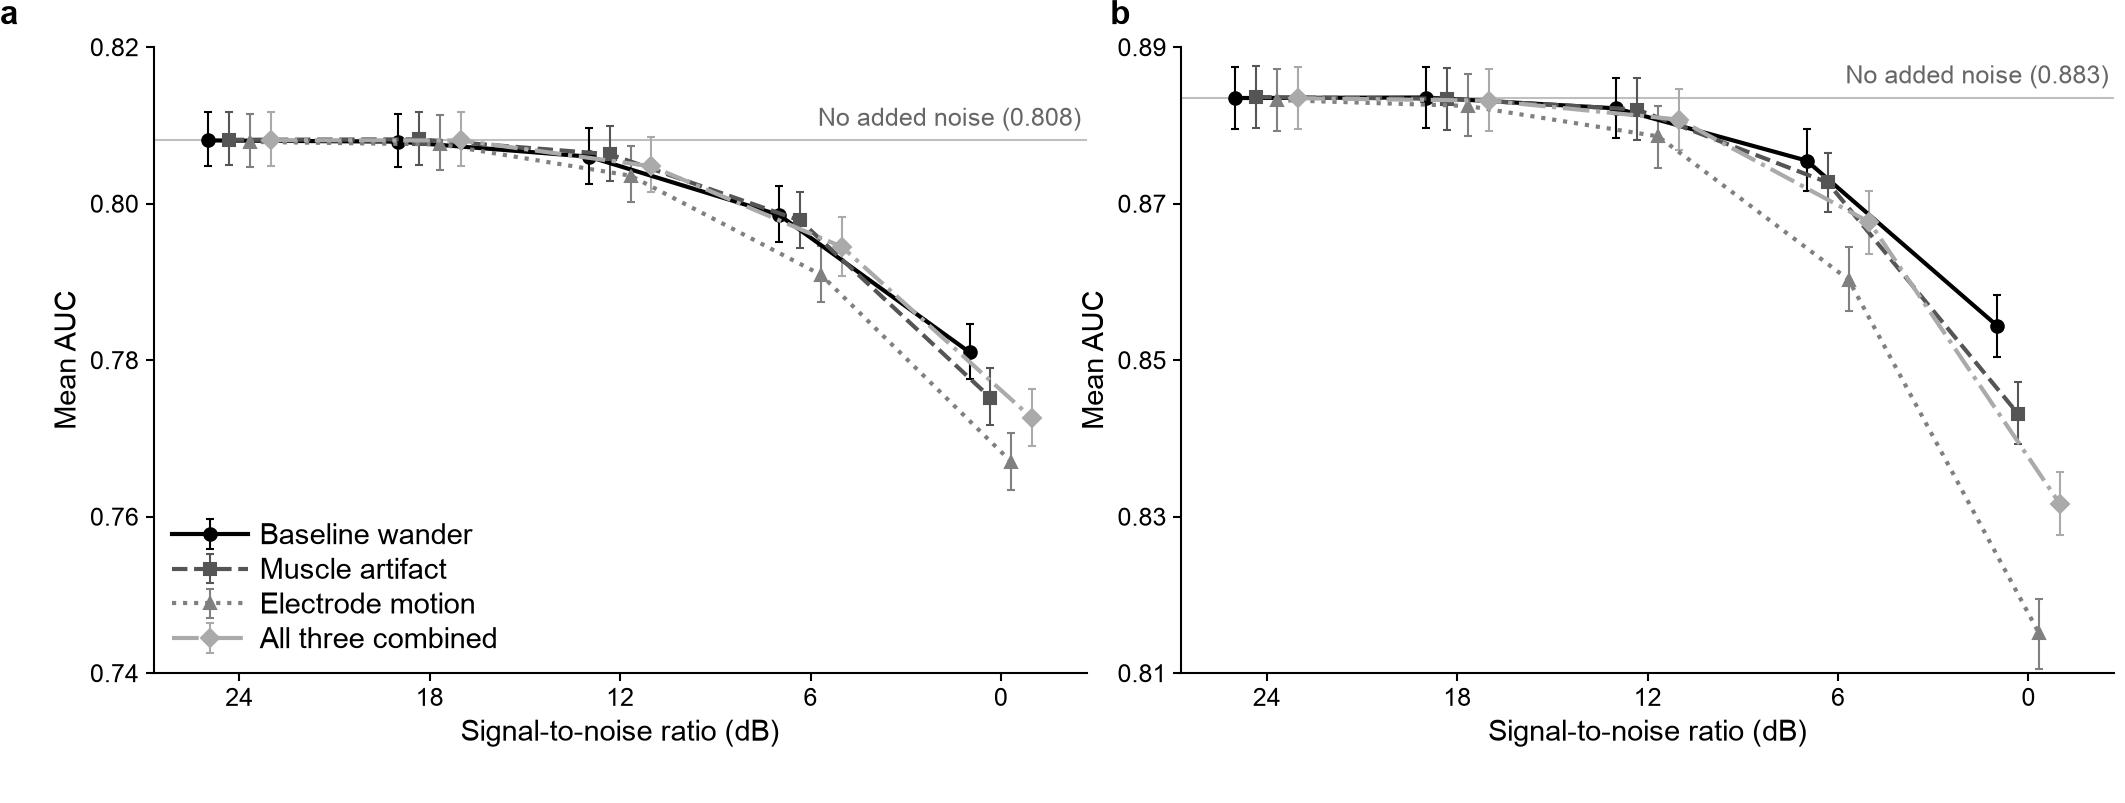 a
0.82
0.80
0.78
0.76
0.74
Mean AUC
No added noise (0.808)
Baseline wander
Muscle artifact
Electrode motion
All three combined
24 18 12 6 0
Signal-to-noise ratio (dB)
b
0.89
0.87
0.85
0.83
0.81
Mean AUC
No added noise (0.883)
24 18 12 6 0
Signal-to-noise ratio (dB)